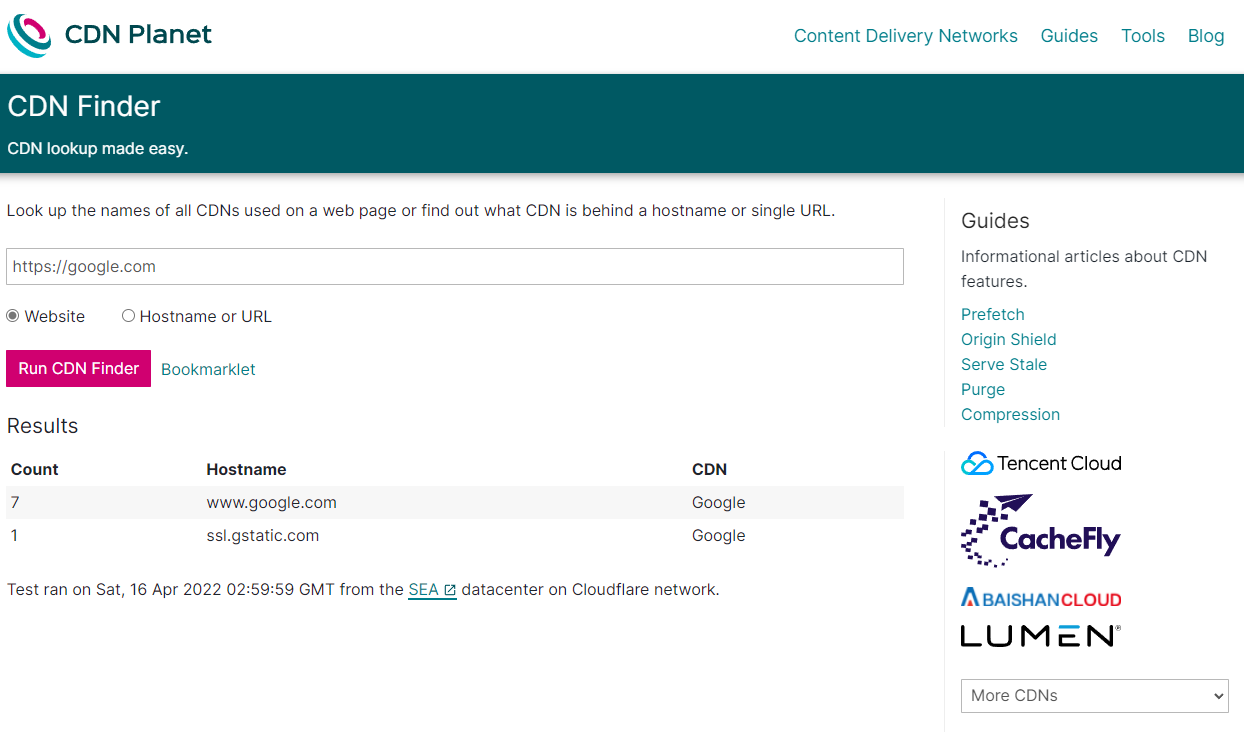 CDN Planet
Content Delivery Networks Guides Tools Blog
CDN Finder
CDN lookup made easy.
Look up the names of all CDNs used on a web page or find out what CDN is behind a hostname or single URL.
https://google.com
Website Hostname or URL
Run CDN Finder Bookmarklet
Results
Count Hostname CDN
7 www.google.com Google
1 ssl.gstatic.com Google
Test ran on Sat, 16 Apr 2022 02:59:59 GMT from the SEA datacenter on Cloudflare network.
Guides
Informational articles about CDN
features.
Prefetch
Origin Shield
Serve Stale
Purge
Compression
Tencent Cloud
CacheFly
BAISHANCLOUD
LUMEN®
More CDNs